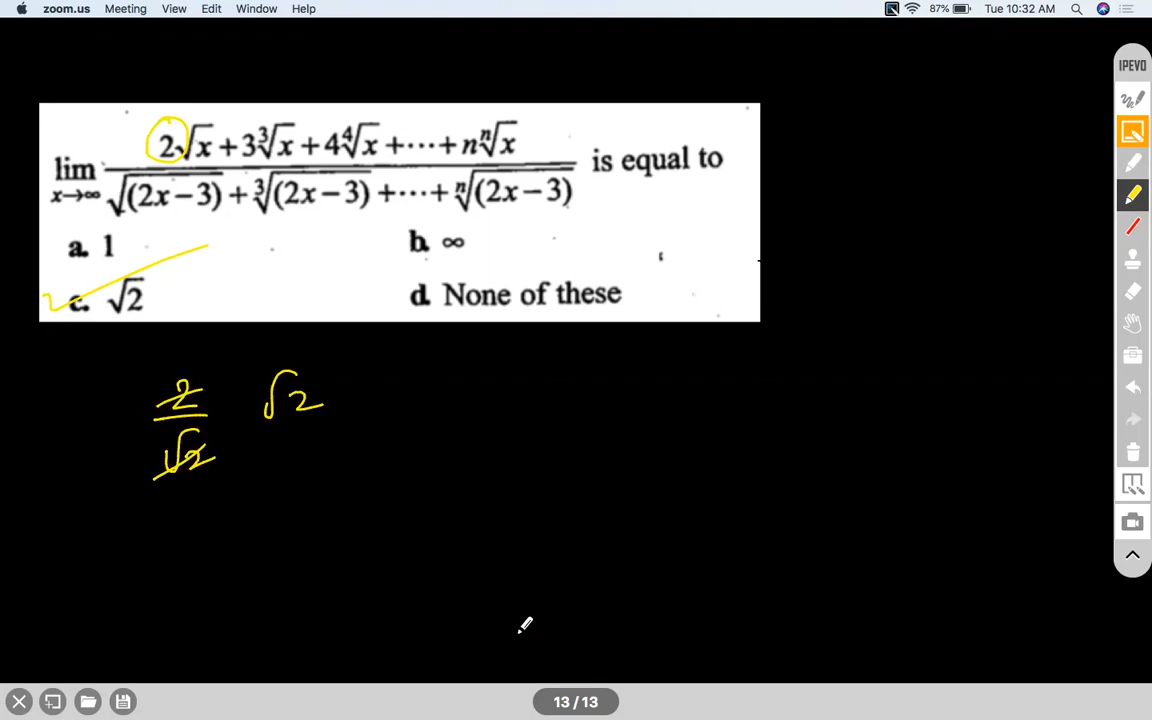 zoom.us Meeting View Edit Window Help 87% Tue 10:32 AM
IPEVO
lim x→∞ (2√x + 3∛x + 4∜x + ··· + n ⁿ√x) / (√(2x − 3) + ∛(2x − 3) + ··· + ⁿ√(2x − 3)) is equal to
a. 1 b. ∞
c. √2 d. None of these
2/√2 √2
13 / 13